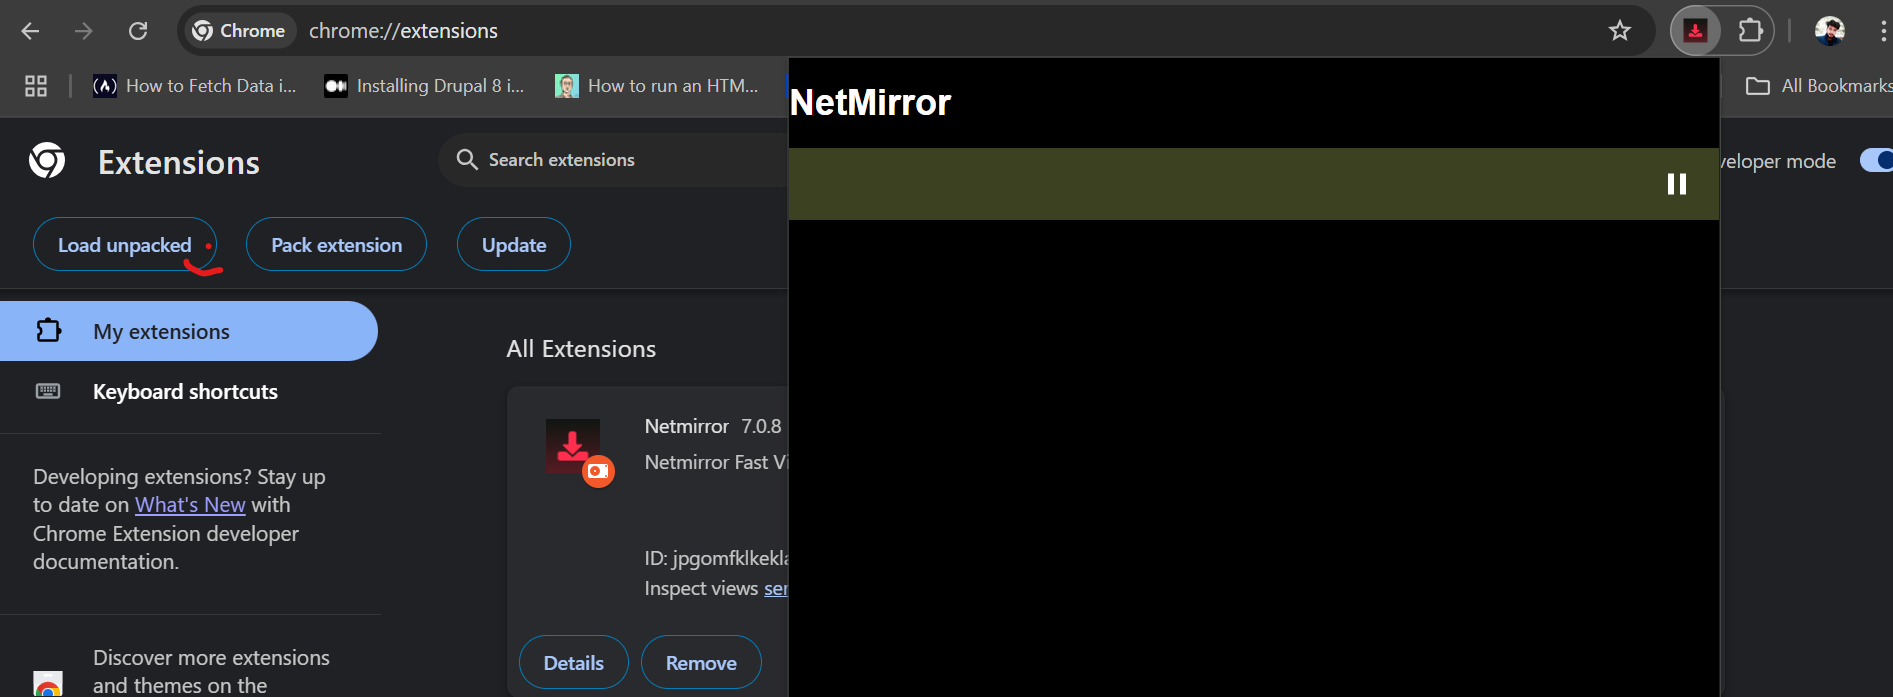 Chrome chrome://extensions
How to Fetch Data i... Installing Drupal 8 i... How to run an HTM... All Bookmarks
NetMirror
Extensions
Search extensions
veloper mode
Load unpacked
Pack extension
Update
My extensions
Keyboard shortcuts
Developing extensions? Stay up
to date on What's New with
Chrome Extension developer
documentation.
Discover more extensions
and themes on the
All Extensions
Netmirror 7.0.8
Netmirror Fast Vi
ID: jpgomfklkekla
Inspect views ser
Details
Remove